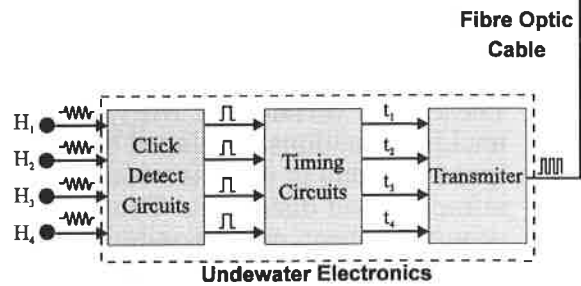 Fibre Optic
Cable
H₁
H₂
H₃
H₄
Click
Detect
Circuits
Timing
Circuits
t₁
t₂
t₃
t₄
Transmiter
Undewater Electronics